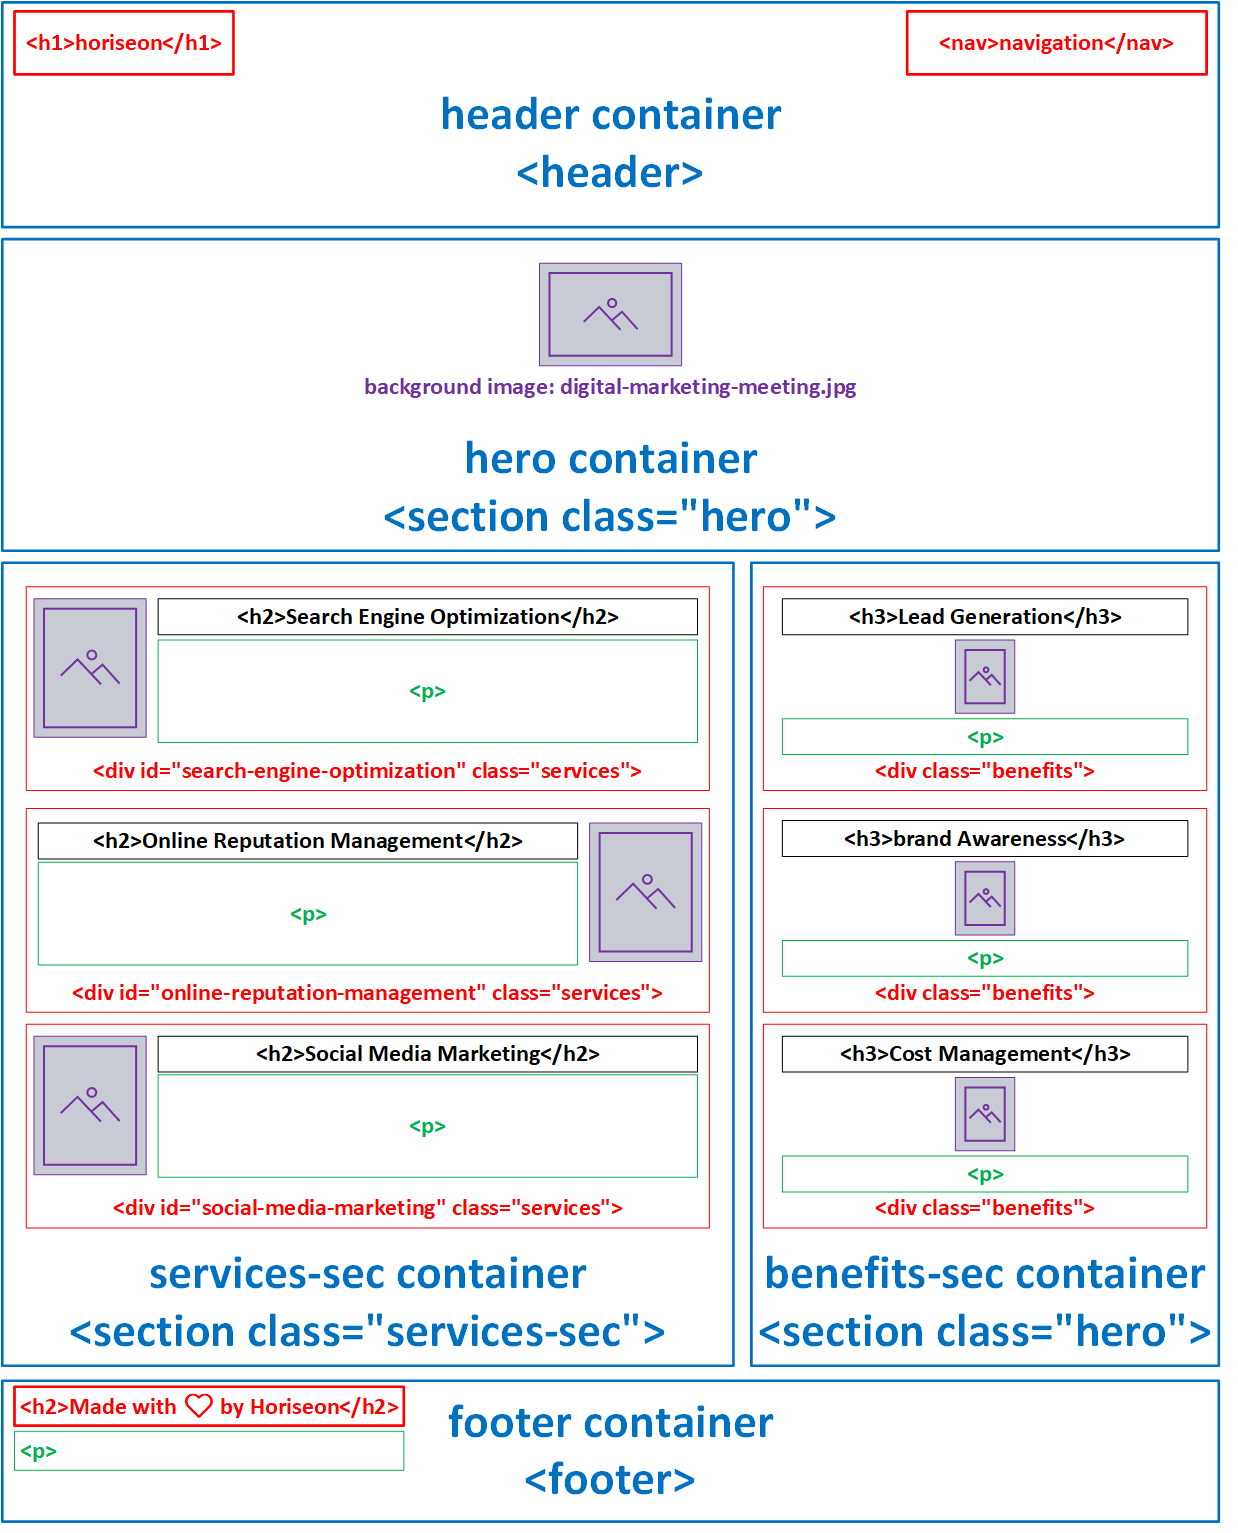 <h1>horiseon</h1>
<nav>navigation</nav>
header container
<header>
background image: digital-marketing-meeting.jpg
hero container
<section class="hero">
<h2>Search Engine Optimization</h2>
<p>
<div id="search-engine-optimization" class="services">
<h2>Online Reputation Management</h2>
<p>
<div id="online-reputation-management" class="services">
<h2>Social Media Marketing</h2>
<p>
<div id="social-media-marketing" class="services">
services-sec container
<section class="services-sec">
<h3>Lead Generation</h3>
<p>
<div class="benefits">
<h3>brand Awareness</h3>
<p>
<div class="benefits">
<h3>Cost Management</h3>
<p>
<div class="benefits">
benefits-sec container
<section class="hero">
<h2>Made with ♡ by Horiseon</h2>
<p>
footer container
<footer>